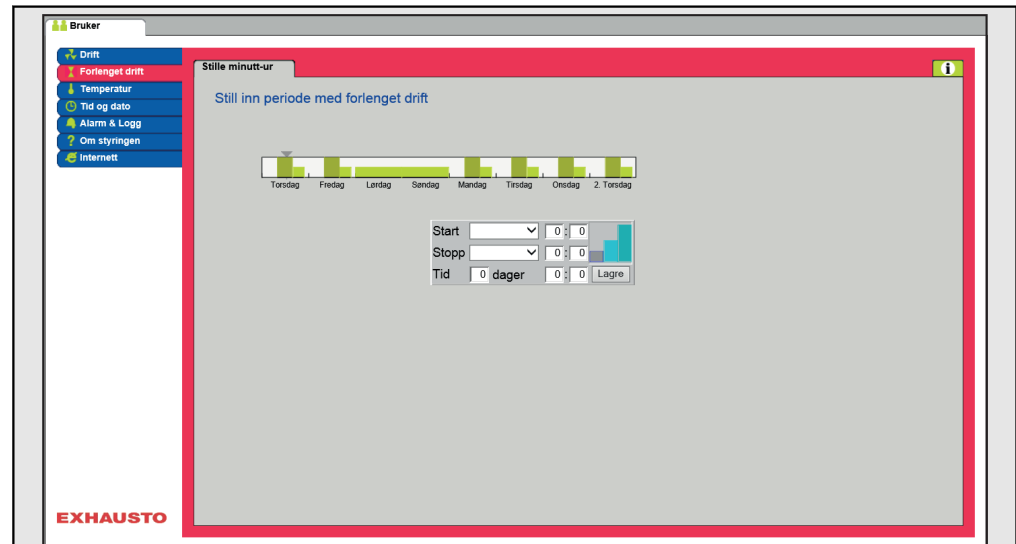 Bruker
Drift
Forlenget drift
Temperatur
Tid og dato
Alarm & Logg
Om styringen
Internett
Stille minutt-ur
i
Still inn periode med forlenget drift
Torsdag Fredag Lørdag Søndag Mandag Tirsdag Onsdag 2. Torsdag
Start 0 : 0
Stopp 0 : 0
Tid 0 dager 0 : 0 Lagre
EXHAUSTO